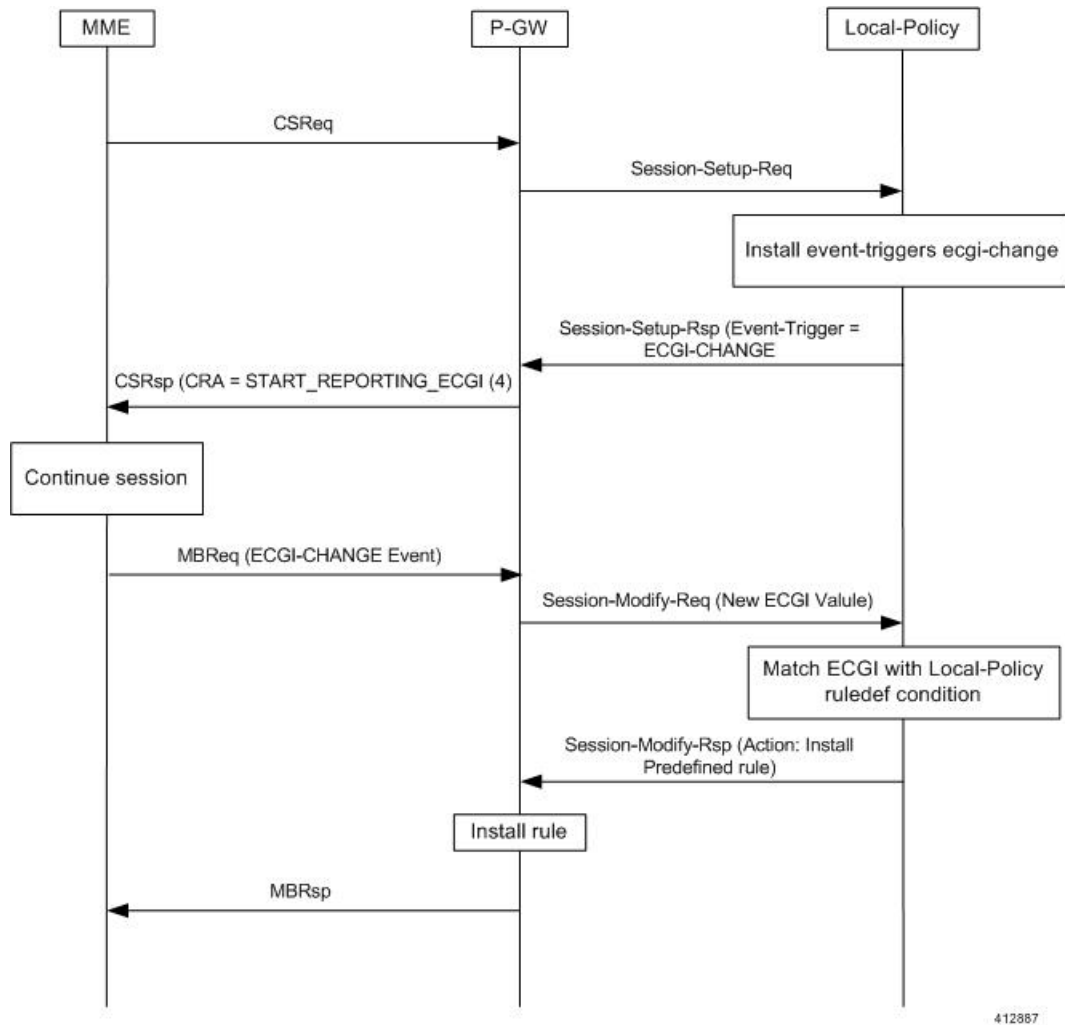 MME
P-GW
Local-Policy
CSReq
Session-Setup-Req
Install event-triggers ecgi-change
Session-Setup-Rsp (Event-Trigger =
ECGI-CHANGE
CSRsp (CRA = START_REPORTING_ECGI (4)
Continue session
MBReq (ECGI-CHANGE Event)
Session-Modify-Req (New ECGI Valule)
Match ECGI with Local-Policy
ruledef condition
Session-Modify-Rsp (Action: Install
Predefined rule)
Install rule
MBRsp
412887